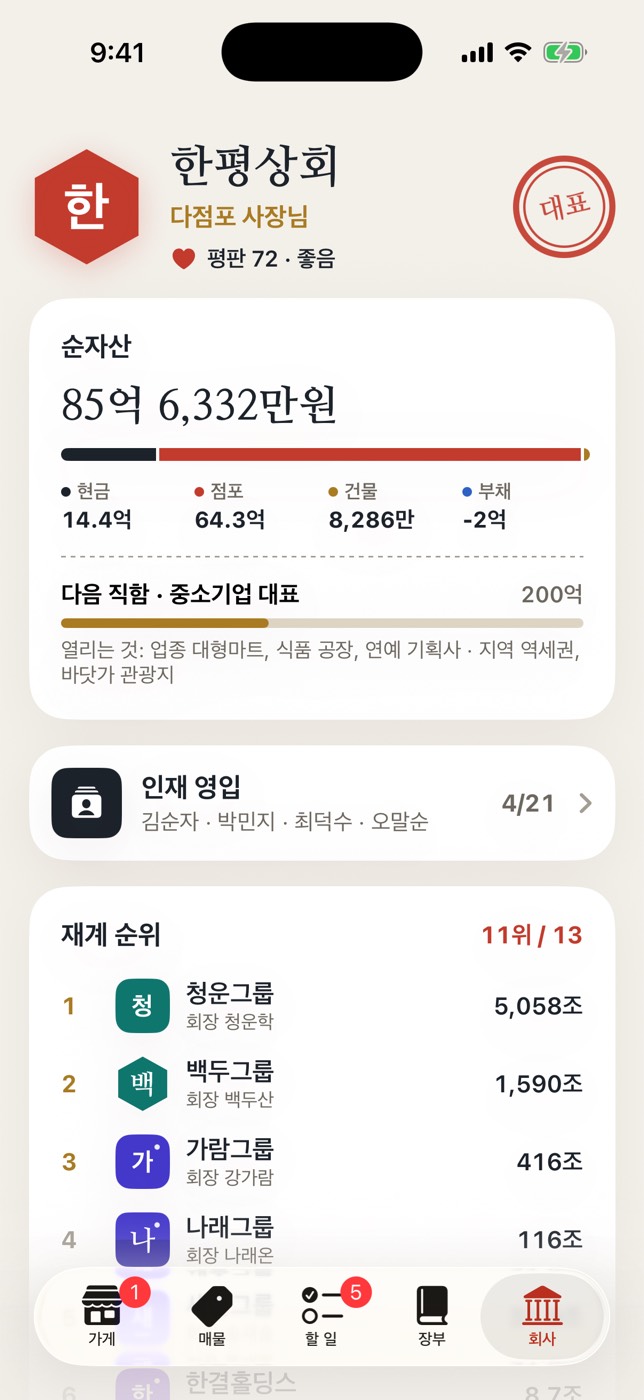 9:41
한
한평상회
다점포 사장님
평판 72 · 좋음
대표
순자산
85억 6,332만원
현금
점포
건물
부채
14.4억
64.3억
8,286만
-2억
다음 직함 · 중소기업 대표
200억
열리는 것: 업종 대형마트, 식품 공장, 연예 기획사 · 지역 역세권,
바닷가 관광지
인재 영입
김순자 · 박민지 · 최덕수 · 오말순
4/21
재계 순위
11위 / 13
1
청
청운그룹
회장 청운학
5,058조
2
백
백두그룹
회장 백두산
1,590조
3
가
가람그룹
회장 강가람
416조
4
나
나래그룹
회장 나래온
116조
1
5
가게
매물
할 일
장부
회사
6
한
한결홀딩스
8.7조